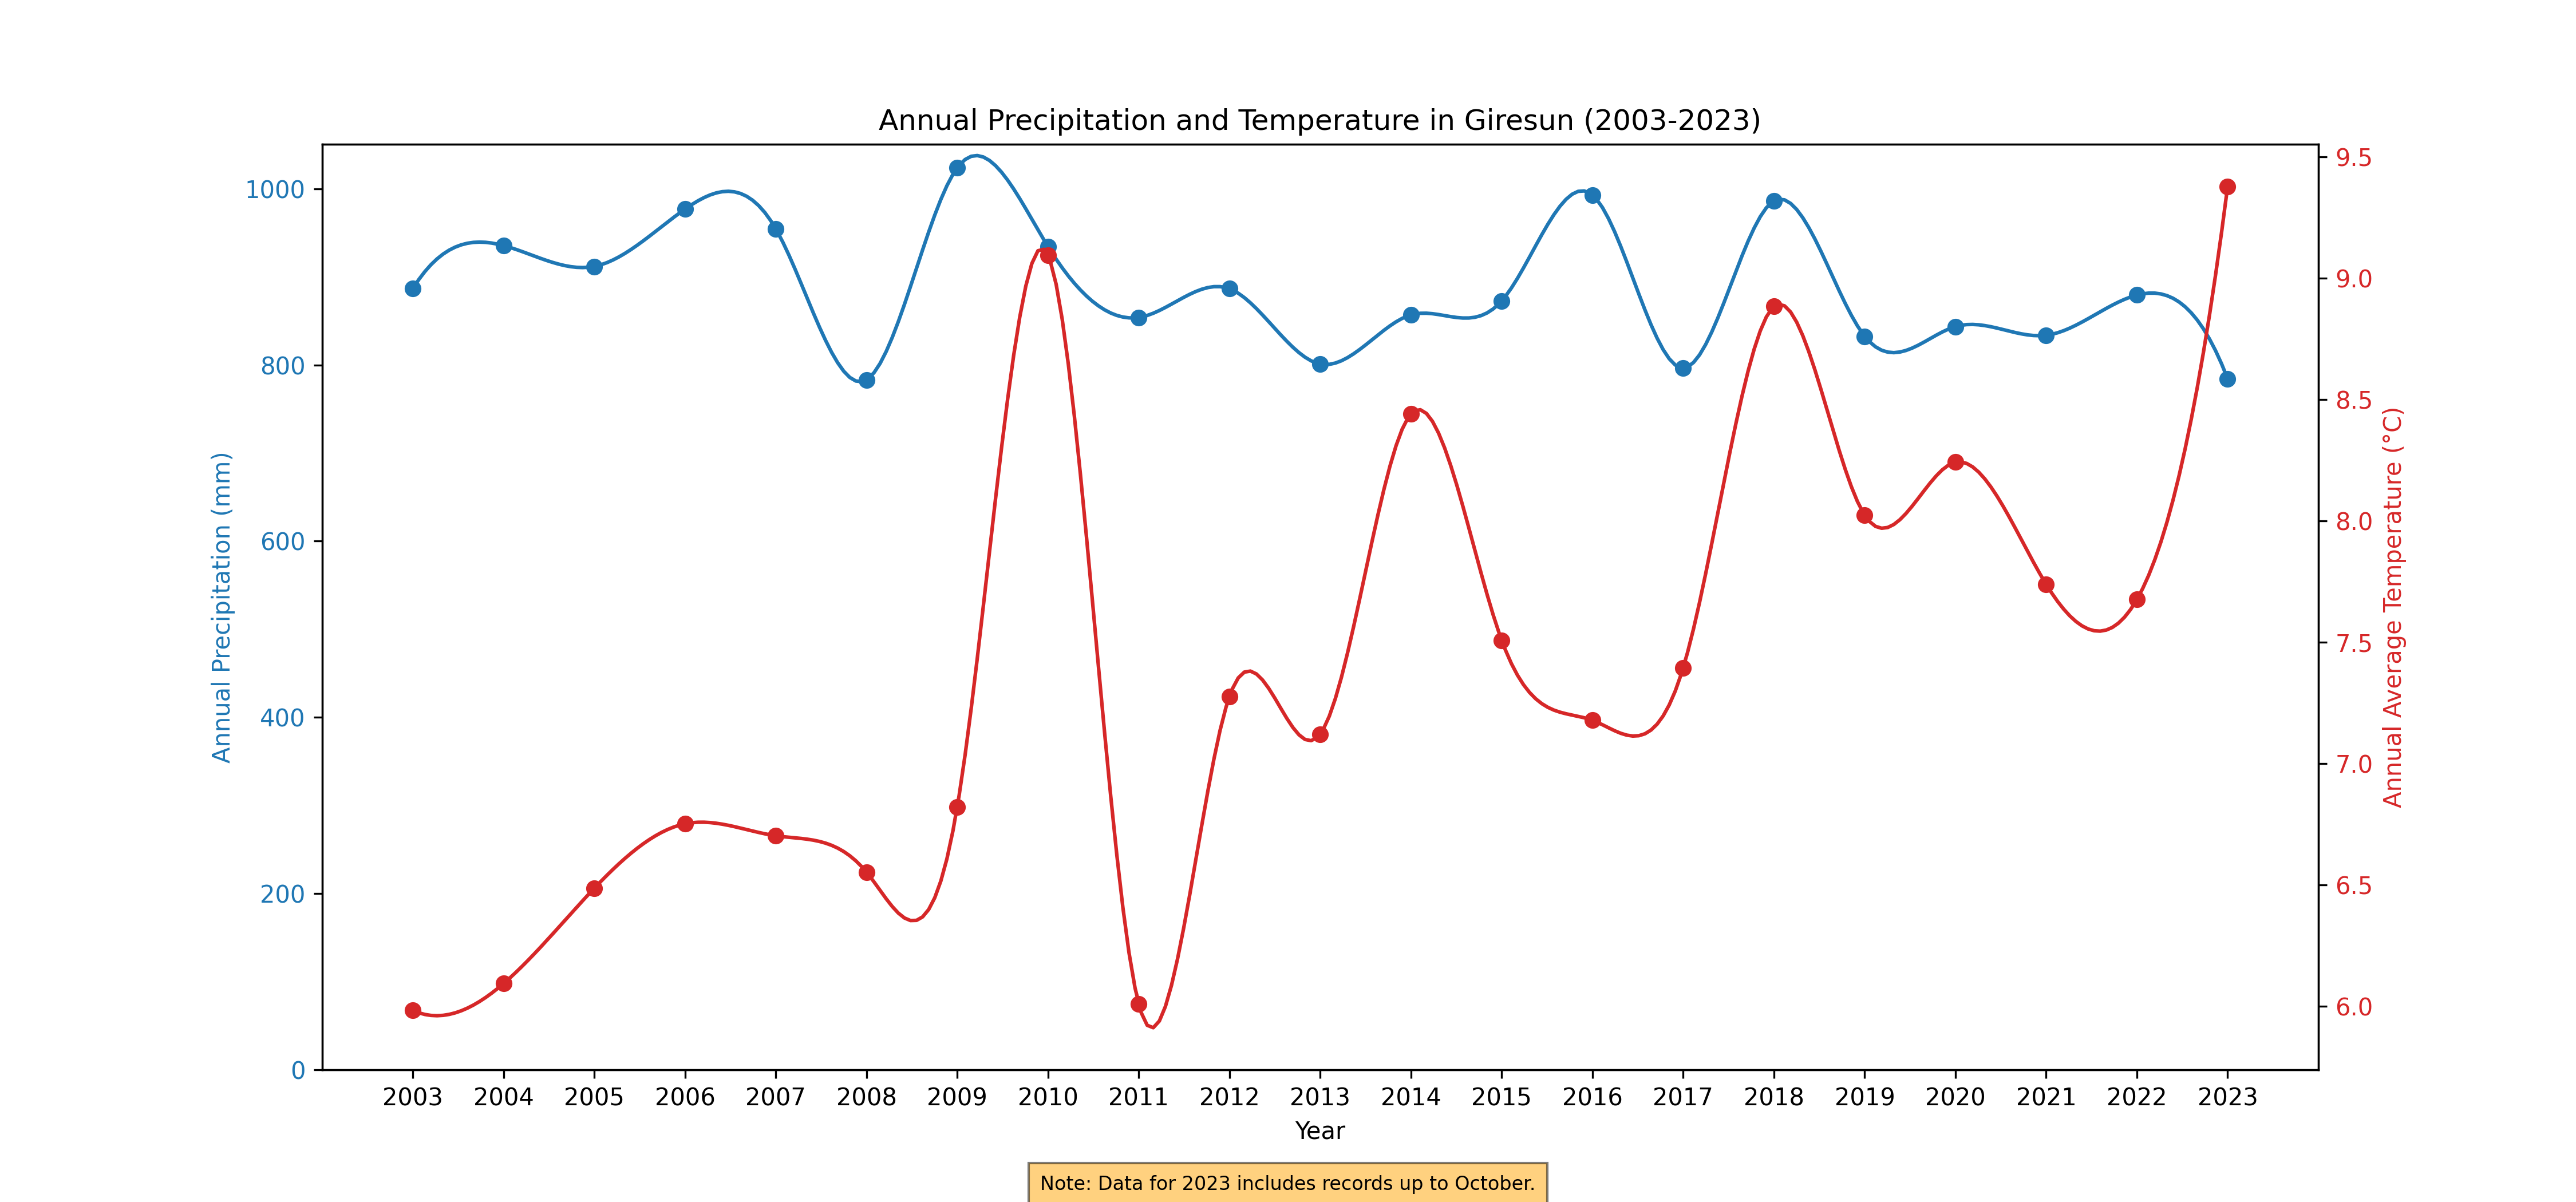 Annual Precipitation and Temperature in Giresun (2003-2023)
Annual Precipitation (mm)
1000
800
600
400
200
0
9.5
9.0
8.5
8.0
7.5
7.0
6.5
6.0
Annual Average Temperature (°C)
2003 2004 2005 2006 2007 2008 2009 2010 2011 2012 2013 2014 2015 2016 2017 2018 2019 2020 2021 2022 2023
Year
Note: Data for 2023 includes records up to October.